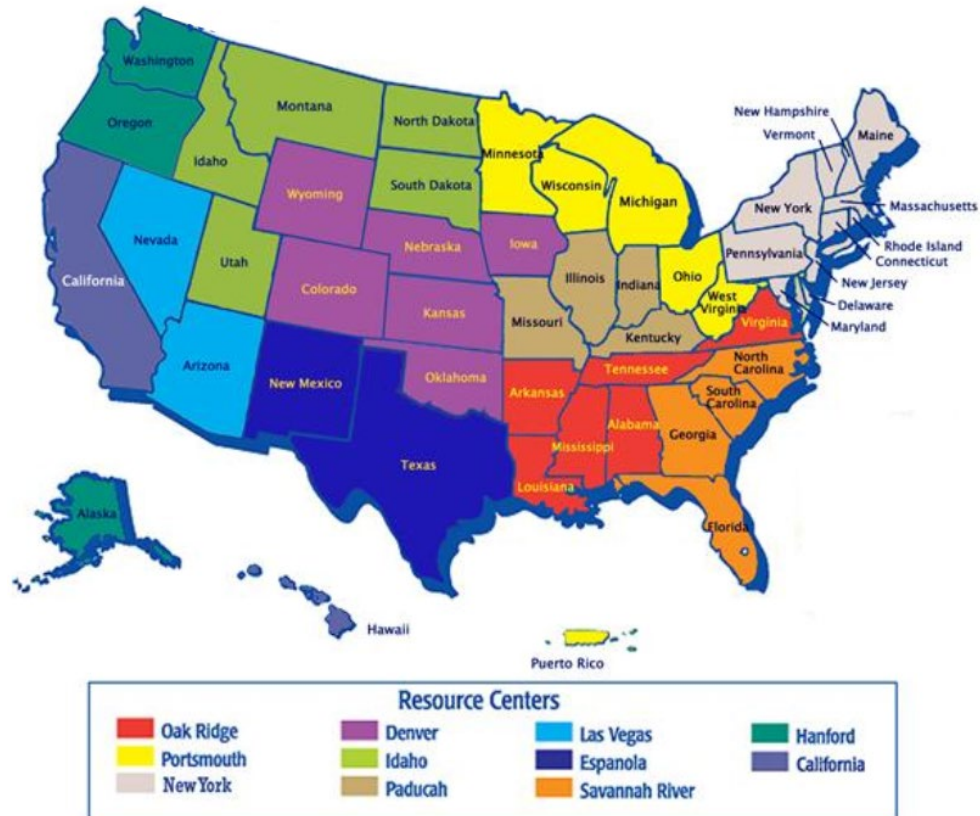 Washington
Oregon
Idaho
Montana
North Dakota
South Dakota
Minnesota
Wisconsin
Michigan
Wyoming
Nebraska
Iowa
Nevada
Utah
Colorado
Kansas
California
Arizona
New Mexico
Oklahoma
Texas
Illinois
Indiana
Ohio
West
Virginia
Virginia
Missouri
Kentucky
Tennessee
Arkansas
Mississippi
Alabama
Louisiana
North
Carolina
South
Carolina
Georgia
Florida
New Hampshire
Vermont
Maine
New York
Massachusetts
Rhode Island
Connecticut
Pennsylvania
New Jersey
Delaware
Maryland
Alaska
Hawaii
Puerto Rico
Resource Centers
Oak Ridge
Portsmouth
New York
Denver
Idaho
Paducah
Las Vegas
Espanola
Savannah River
Hanford
California